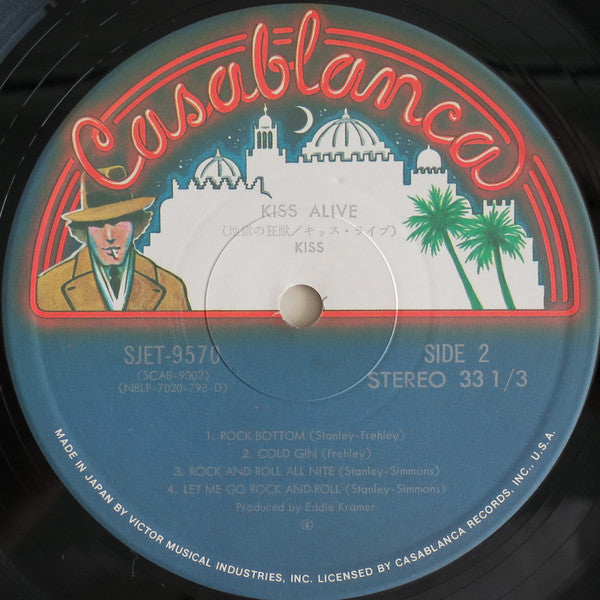 Casablanca
KISS ALIVE
(地獄の狂獣/キッス・ライブ)
KISS
SJET-9570
(SCAB-9002)
(NBLP-7020-798-D)
SIDE 2
STEREO 33 1/3
1. ROCK BOTTOM (Stanley-Frehley)
2. COLD GIN (Frehley)
3. ROCK AND ROLL ALL NITE (Stanley-Simmons)
4. LET ME GO ROCK AND ROLL (Stanley-Simmons)
Produced by Eddie Kramer
④
MADE IN JAPAN BY VICTOR MUSICAL INDUSTRIES, INC. LICENSED BY CASABLANCA RECORDS, INC., U.S.A.